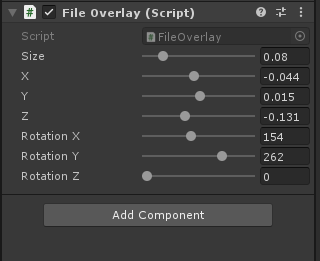 File Overlay (Script)
Script FileOverlay
Size 0.08
X -0.044
Y 0.015
Z -0.131
Rotation X 154
Rotation Y 262
Rotation Z 0
Add Component